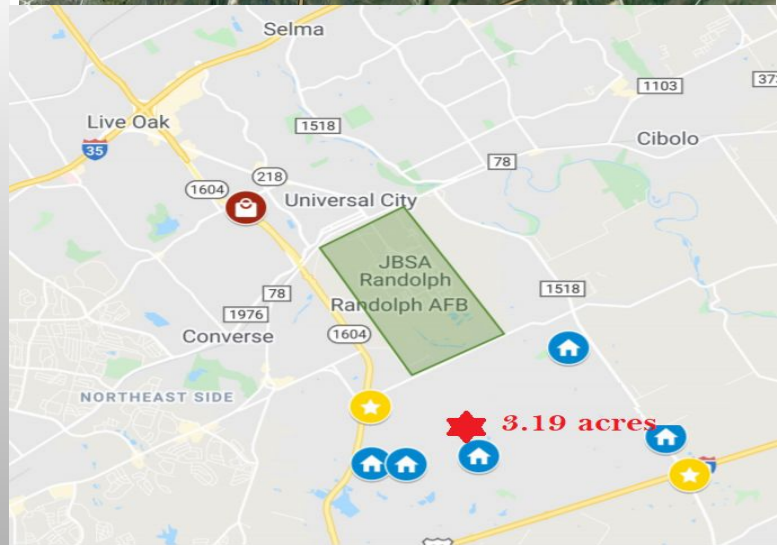 Selma
1103
373
Live Oak
1518
Cibolo
35
78
1604
218
Universal City
JBSA
Randolph
Randolph AFB
1518
78
1976
1604
Converse
NORTHEAST SIDE
3.19 acres